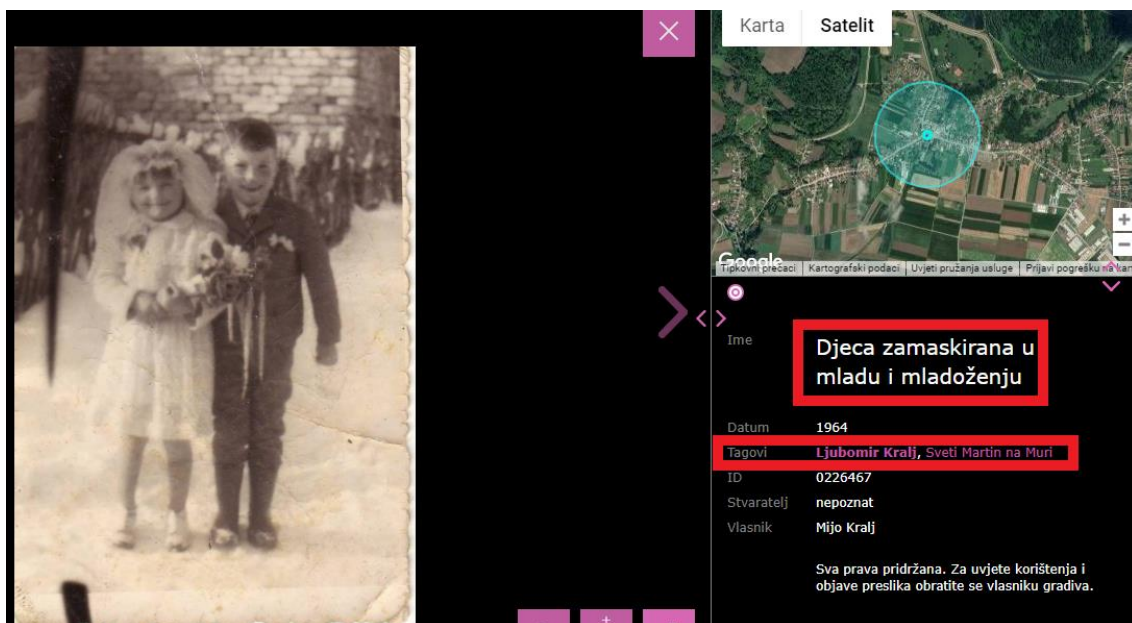 Karta Satelit
Google
Tipkovni prečaci Kartografski podaci Uvjeti pružanja usluge Prijavi pogrešku na kart
Ime Djeca zamaskirana u
mladu i mladoženju
Datum 1964
Tagovi Ljubomir Kralj, Sveti Martin na Muri
ID 0226467
Stvaratelj nepoznat
Vlasnik Mijo Kralj
Sva prava pridržana. Za uvjete korištenja i
objave preslika obratite se vlasniku gradiva.